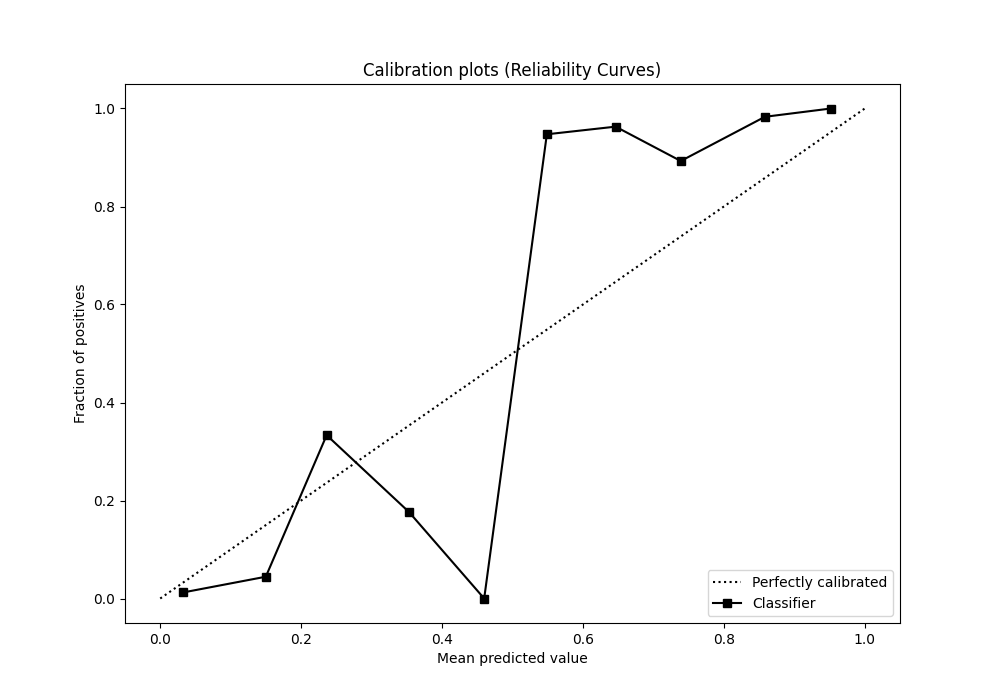 Calibration plots (Reliability Curves)
1.0
0.8
0.6
0.4
0.2
0.0
Fraction of positives
0.0 0.2 0.4 0.6 0.8 1.0
Mean predicted value
Perfectly calibrated
Classifier